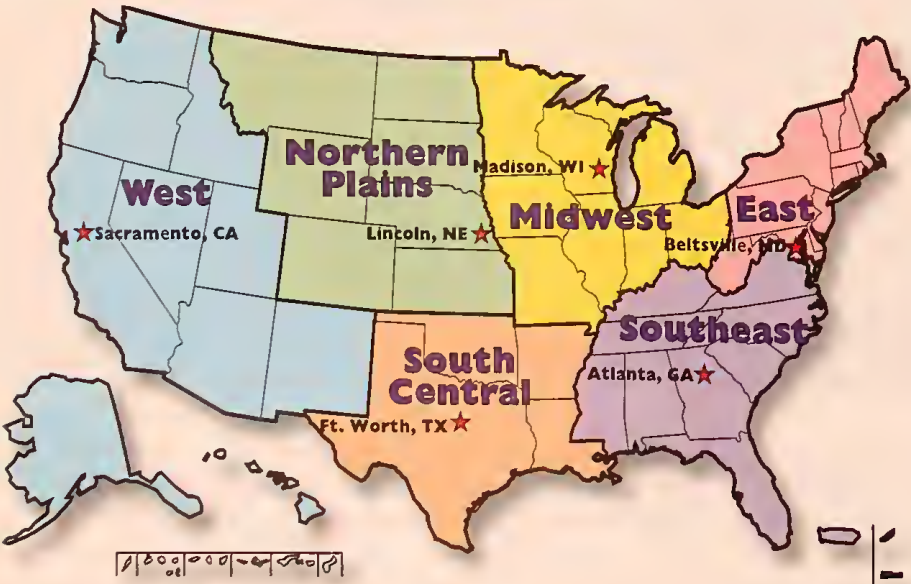 Northern
Plains
Madison, WI
West
Midwest
East
Sacramento, CA
Lincoln, NE
Beltsville, MD
Southeast
South
Central
Atlanta, GA
Ft. Worth, TX